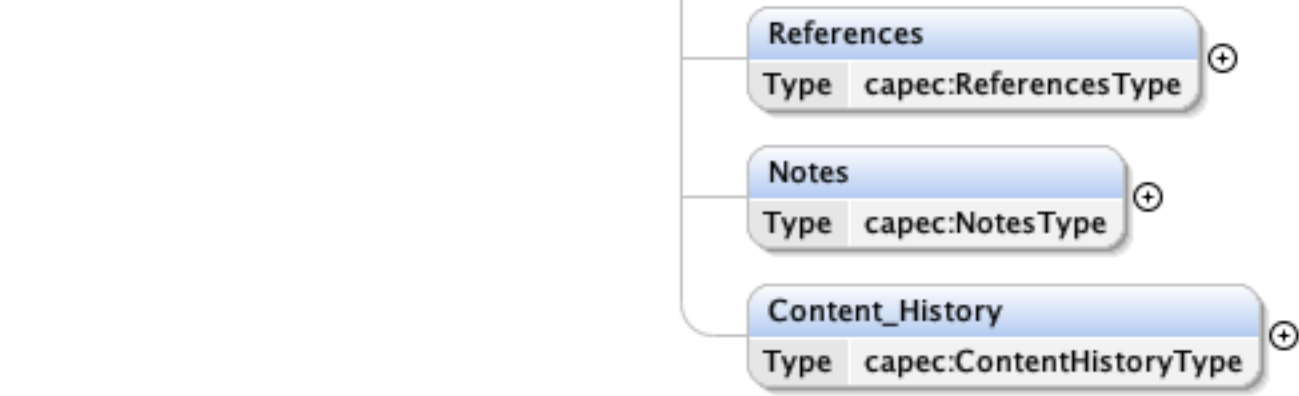 References
Type capec:ReferencesType
Notes
Type capec:NotesType
Content_History
Type capec:ContentHistoryType